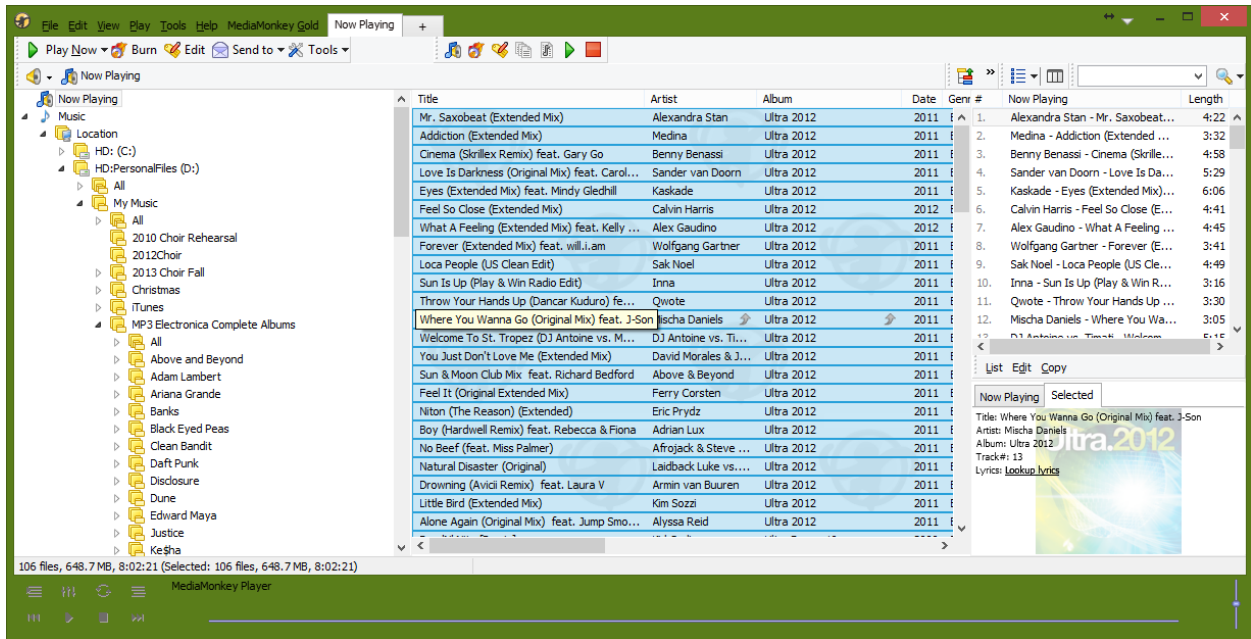 File Edit View Play Tools Help MediaMonkey Gold Now Playing +
Play Now Burn Edit Send to Tools
Now Playing
»
Now Playing
Music
Location
HD: (C:)
HD:PersonalFiles (D:)
All
My Music
All
2010 Choir Rehearsal
2012Choir
2013 Choir Fall
Christmas
iTunes
MP3 Electronica Complete Albums
All
Above and Beyond
Adam Lambert
Ariana Grande
Banks
Black Eyed Peas
Clean Bandit
Daft Punk
Disclosure
Dune
Edward Maya
Justice
Ke$ha
Title Artist Album Date Genr
Mr. Saxobeat (Extended Mix) Alexandra Stan Ultra 2012 2011 E
Addiction (Extended Mix) Medina Ultra 2012 2011 E
Cinema (Skrillex Remix) feat. Gary Go Benny Benassi Ultra 2012 2011 E
Love Is Darkness (Original Mix) feat. Carol... Sander van Doorn Ultra 2012 2011 E
Eyes (Extended Mix) feat. Mindy Gledhill Kaskade Ultra 2012 2011 E
Feel So Close (Extended Mix) Calvin Harris Ultra 2012 2012 E
What A Feeling (Extended Mix) feat. Kelly ... Alex Gaudino Ultra 2012 2012 E
Forever (Extended Mix) feat. will.i.am Wolfgang Gartner Ultra 2012 2011 E
Loca People (US Clean Edit) Sak Noel Ultra 2012 2011 E
Sun Is Up (Play & Win Radio Edit) Inna Ultra 2012 2011 E
Throw Your Hands Up (Dancar Kuduro) fe... Qwote Ultra 2012 2011 E
Where You Wanna Go (Original Mix) feat. J-Son Mischa Daniels Ultra 2012 2011 E
Welcome To St. Tropez (DJ Antoine vs. M... DJ Antoine vs. Ti... Ultra 2012 2011 E
You Just Don't Love Me (Extended Mix) David Morales & J... Ultra 2012 2011 E
Sun & Moon Club Mix feat. Richard Bedford Above & Beyond Ultra 2012 2011 E
Feel It (Original Extended Mix) Ferry Corsten Ultra 2012 2011 E
Niton (The Reason) (Extended) Eric Prydz Ultra 2012 2011 E
Boy (Hardwell Remix) feat. Rebecca & Fiona Adrian Lux Ultra 2012 2011 E
No Beef (feat. Miss Palmer) Afrojack & Steve ... Ultra 2012 2011 E
Natural Disaster (Original) Laidback Luke vs.... Ultra 2012 2011 E
Drowning (Avicii Remix) feat. Laura V Armin van Buuren Ultra 2012 2011 E
Little Bird (Extended Mix) Kim Sozzi Ultra 2012 2011 E
Alone Again (Original Mix) feat. Jump Smo... Alyssa Reid Ultra 2012 2011 E
# Now Playing Length
1. Alexandra Stan - Mr. Saxobeat... 4:22
2. Medina - Addiction (Extended ... 3:32
3. Benny Benassi - Cinema (Skrille... 4:58
4. Sander van Doorn - Love Is Da... 5:29
5. Kaskade - Eyes (Extended Mix)... 6:06
6. Calvin Harris - Feel So Close (E... 4:41
7. Alex Gaudino - What A Feeling ... 4:45
8. Wolfgang Gartner - Forever (E... 3:41
9. Sak Noel - Loca People (US Cle... 4:49
10. Inna - Sun Is Up (Play & Win R... 3:16
11. Qwote - Throw Your Hands Up ... 3:30
12. Mischa Daniels - Where You Wa... 3:05
13. DJ Antoine vs. Timati - Welcom... 5:15
List Edit Copy
Now Playing Selected
Title: Where You Wanna Go (Original Mix) feat. J-Son
Artist: Mischa Daniels
Album: Ultra 2012
Track#: 13
Lyrics: Lookup lyrics
ultra.2012
106 files, 648.7 MB, 8:02:21 (Selected: 106 files, 648.7 MB, 8:02:21)
MediaMonkey Player